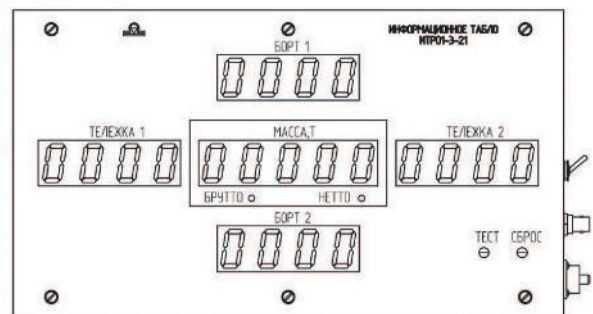 ИНФОРМАЦИОННОЕ ТАБЛО
ИТР01-3-21
БОРТ 1
0000
ТЕЛЕЖКА 1
МАССА,Т
ТЕЛЕЖКА 2
0000
00000
0000
БРУТТО
НЕТТО
БОРТ 2
0000
ТЕСТ
СБРОС